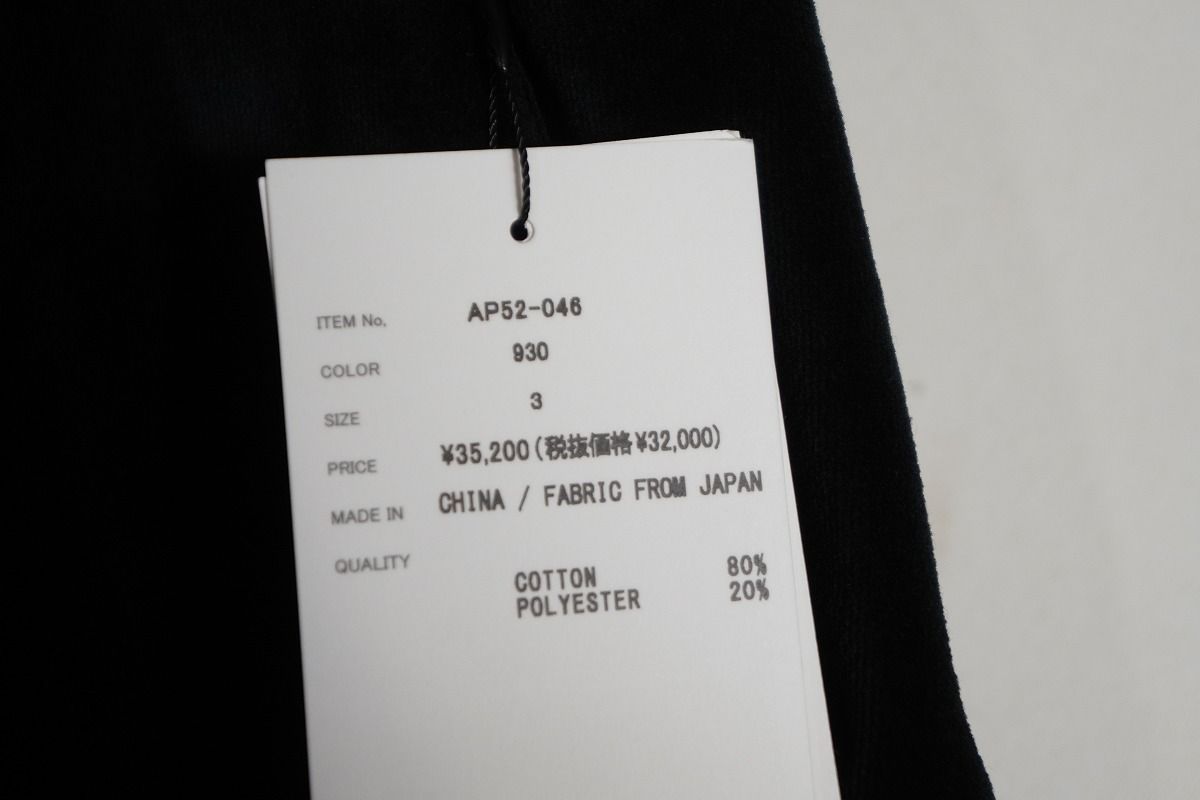 ITEM No. AP52-046
COLOR 930
SIZE 3
PRICE ¥35,200(税抜価格¥32,000)
MADE IN CHINA / FABRIC FROM JAPAN
QUALITY
COTTON 80%
POLYESTER 20%